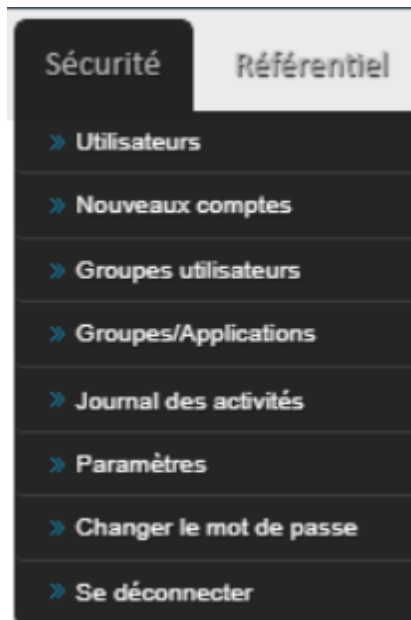 Sécurité Référentiel
» Utilisateurs
» Nouveaux comptes
» Groupes utilisateurs
» Groupes/Applications
» Journal des activités
» Paramètres
» Changer le mot de passe
» Se déconnecter